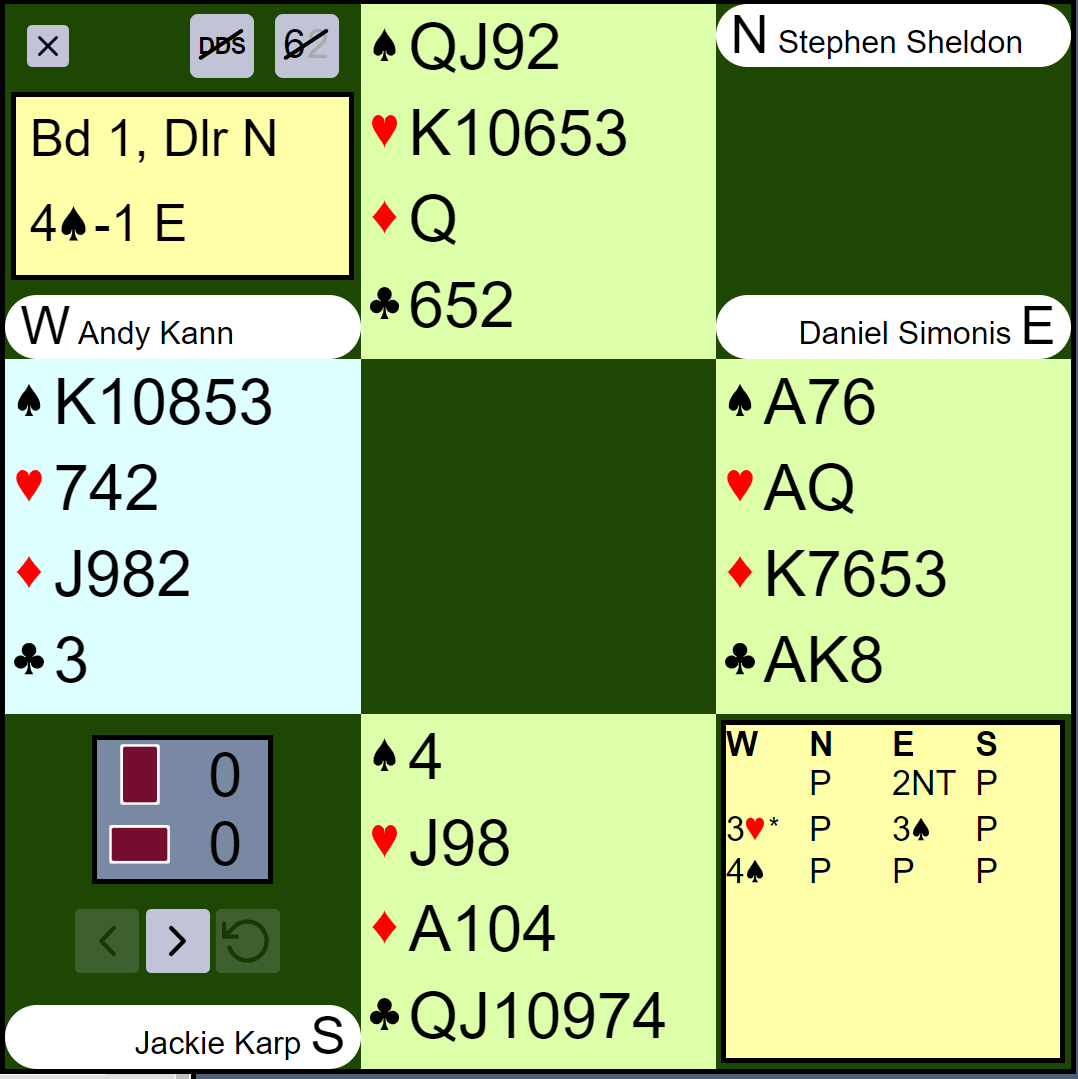 DDS
62
Bd 1, Dlr N
4♠-1 E
N Stephen Sheldon
♠ QJ92
♥ K10653
♦ Q
♣ 652
W Andy Kann
♠ K10853
♥ 742
♦ J982
♣ 3
Daniel Simonis E
♠ A76
♥ AQ
♦ K7653
♣ AK8
♠ 4
♥ J98
♦ A104
♣ QJ10974
Jackie Karp S
0
0
W N E S
P 2NT P
3♥* P 3♠ P
4♠ P P P